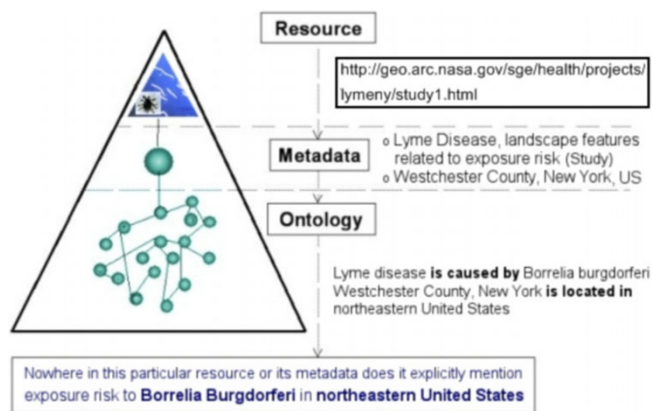 Resource
http://geo.arc.nasa.gov/sge/health/projects/
lymeny/study1.html
Metadata
o Lyme Disease, landscape features
related to exposure risk (Study)
o Westchester County, New York, US
Ontology
Lyme disease is caused by Borrelia burgdorferi
Westchester County, New York is located in
northeastern United States
Nowhere in this particular resource or its metadata does it explicitly mention
exposure risk to Borrelia Burgdorferi in northeastern United States